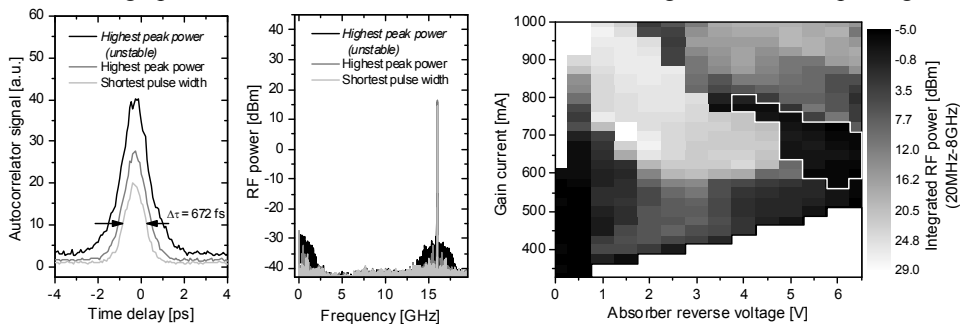 60
50
40
30
20
10
0
-4
-2
0
2
4
Autocorrelator signal [a.u.]
Time delay [ps]
Highest peak power
(unstable)
Highest peak power
Shortest pulse width
Δτ = 672 fs
50
40
30
20
10
0
-10
-20
-30
-40
0
5
10
15
RF power [dBm]
Frequency [GHz]
Highest peak power
(unstable)
Highest peak power
Shortest pulse width
1000
900
800
700
600
500
400
0
1
2
3
4
5
6
Gain current [mA]
Absorber reverse voltage [V]
-5.0
-0.8
3.5
7.7
12.0
16.2
20.5
24.8
29.0
Integrated RF power [dBm]
(20MHz-8GHz)